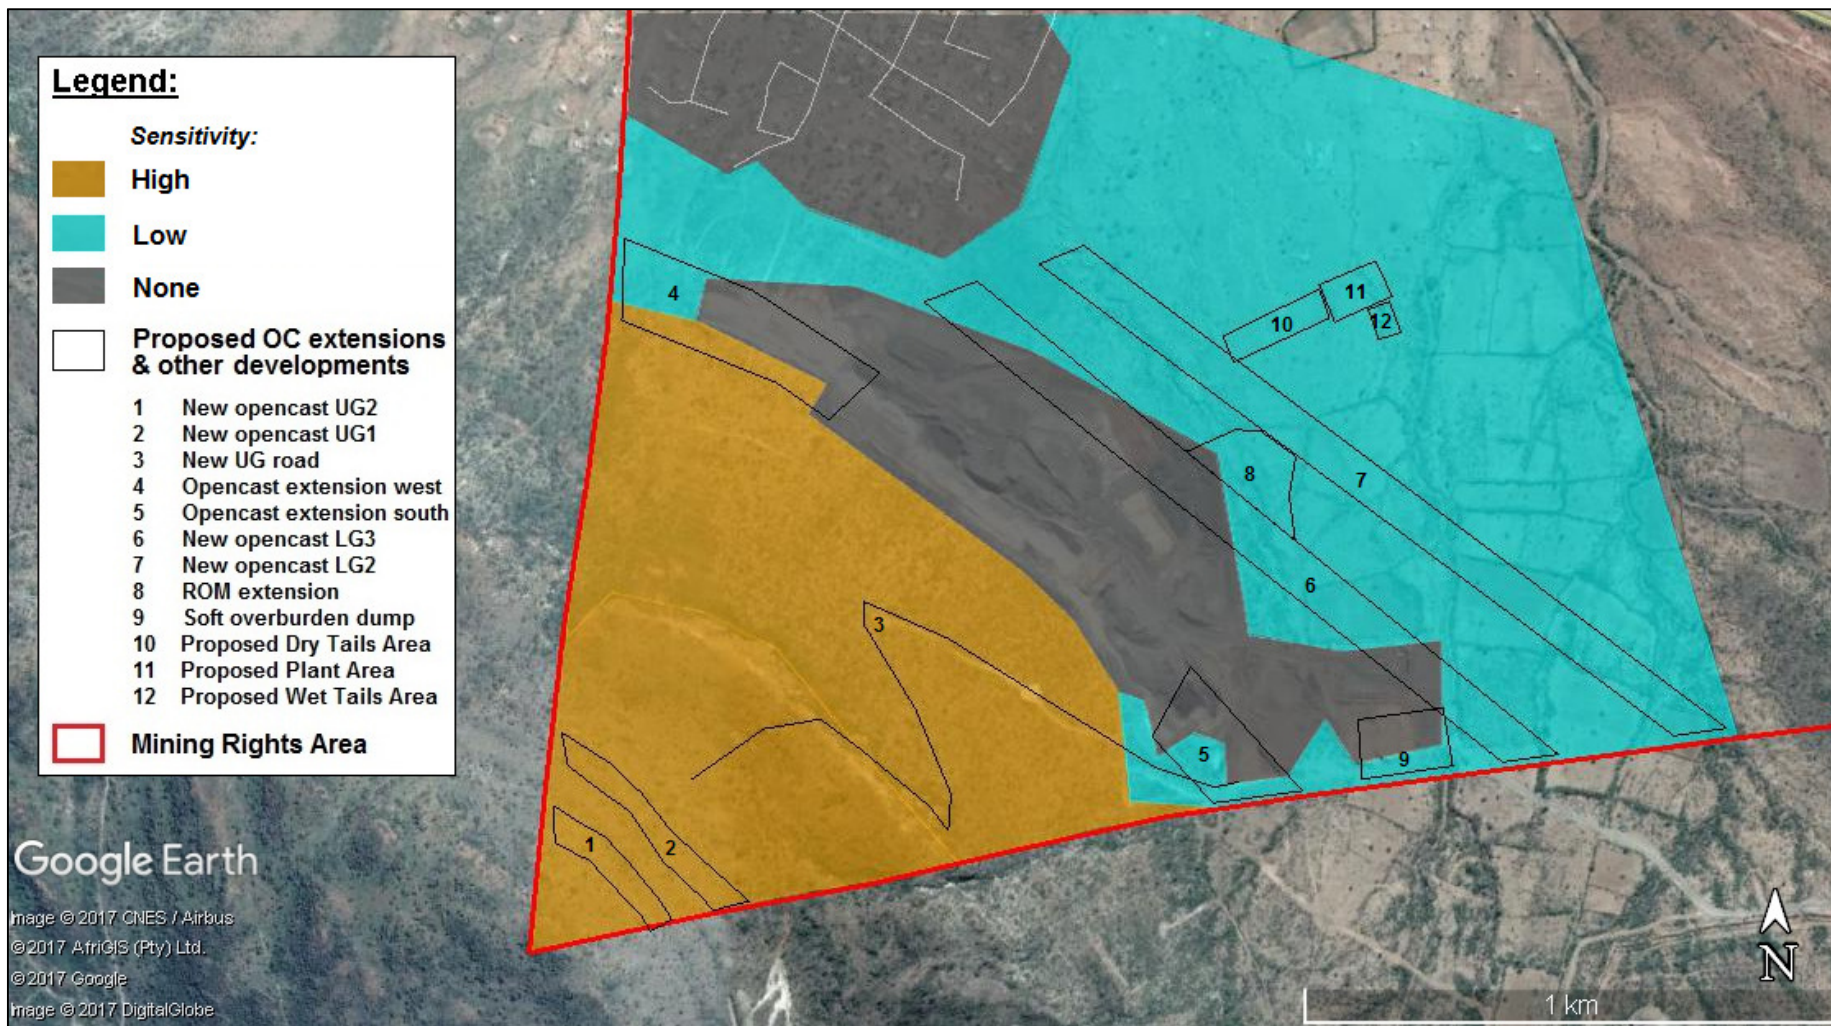 Legend:
Sensitivity:
High
Low
None
Proposed OC extensions
& other developments
1 New opencast UG2
2 New opencast UG1
3 New UG road
4 Opencast extension west
5 Opencast extension south
6 New opencast LG3
7 New opencast LG2
8 ROM extension
9 Soft overburden dump
10 Proposed Dry Tails Area
11 Proposed Plant Area
12 Proposed Wet Tails Area
Mining Rights Area
4
11
10
12
8
7
6
3
5
9
1
2
Google Earth
Image © 2017 CNES / Airbus
© 2017 AfriGIS (Pty) Ltd.
© 2017 Google
Image © 2017 DigitalGlobe
N
1 km